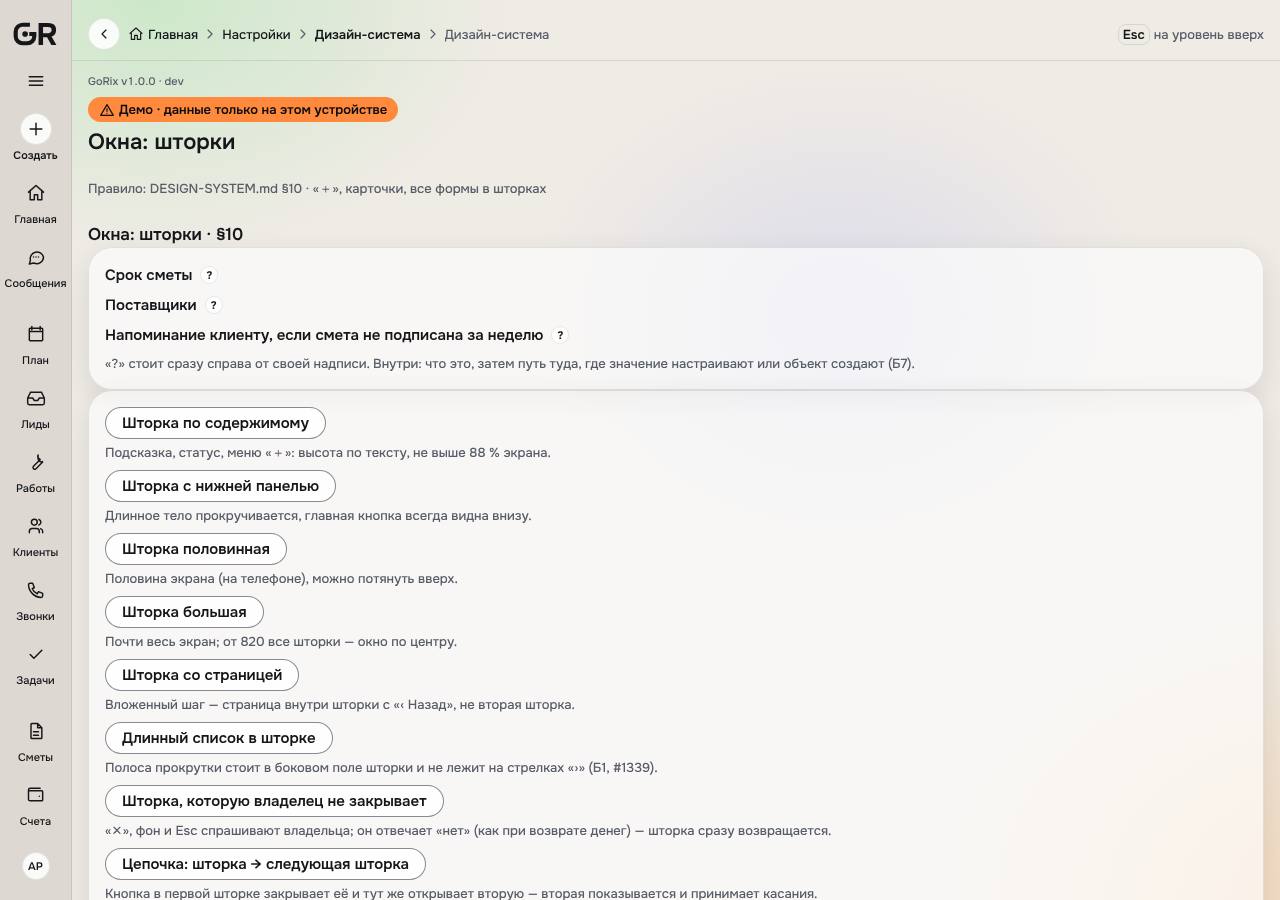 GR
Главная
Настройки
Дизайн-система
Дизайн-система
Esc на уровень вверх
GoRix v1.0.0 · dev
Демо · данные только на этом устройстве
Окна: шторки
Правило: DESIGN-SYSTEM.md §10 · «+», карточки, все формы в шторках
Окна: шторки · §10
Срок сметы ?
Поставщики ?
Напоминание клиенту, если смета не подписана за неделю ?
«?» стоит сразу справа от своей надписи. Внутри: что это, затем путь туда, где значение настраивают или объект создают (Б7).
Шторка по содержимому
Подсказка, статус, меню «+»: высота по тексту, не выше 88 % экрана.
Шторка с нижней панелью
Длинное тело прокручивается, главная кнопка всегда видна внизу.
Шторка половинная
Половина экрана (на телефоне), можно потянуть вверх.
Шторка большая
Почти весь экран; от 820 все шторки — окно по центру.
Шторка со страницей
Вложенный шаг — страница внутри шторки с «‹ Назад», не вторая шторка.
Длинный список в шторке
Полоса прокрутки стоит в боковом поле шторки и не лежит на стрелках «›» (Б1, #1339).
Шторка, которую владелец не закрывает
«✕», фон и Esc спрашивают владельца; он отвечает «нет» (как при возврате денег) — шторка сразу возвращается.
Цепочка: шторка → следующая шторка
Кнопка в первой шторке закрывает её и тут же открывает вторую — вторая показывается и принимает касания.
Создать
Главная
Сообщения
План
Лиды
Работы
Клиенты
Звонки
Задачи
Сметы
Счета
АР